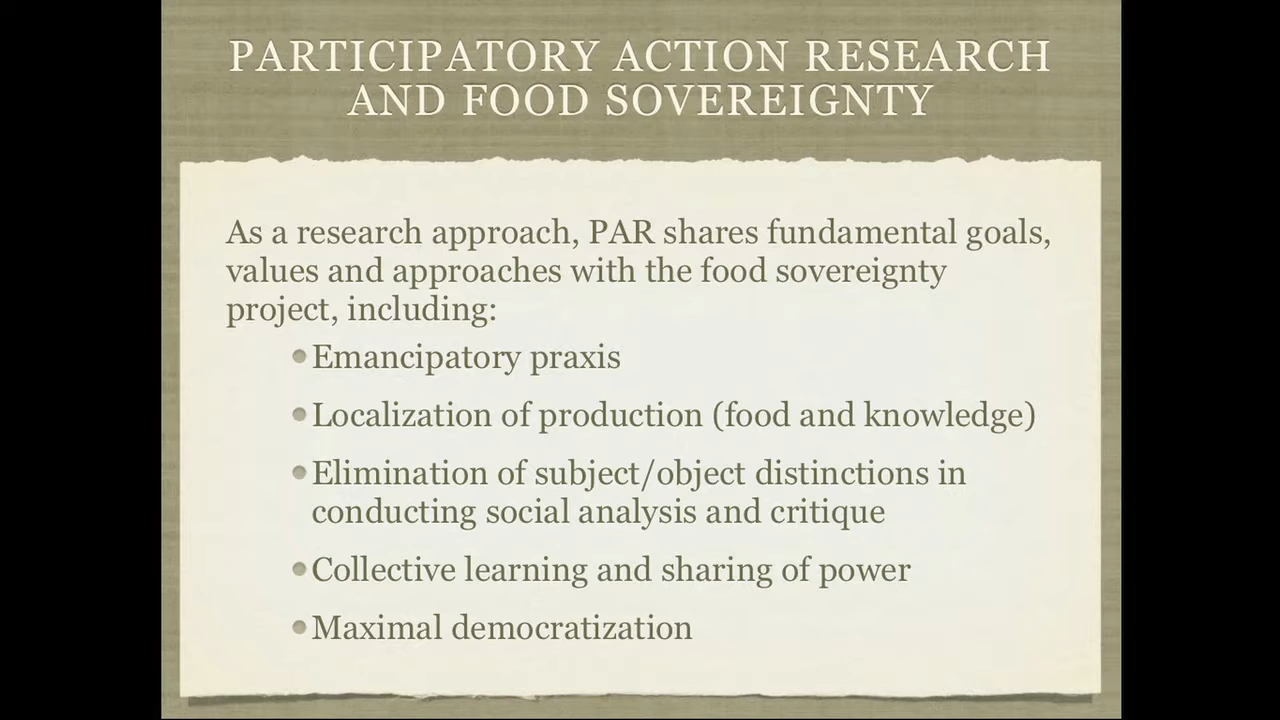 PARTICIPATORY ACTION RESEARCH
AND FOOD SOVEREIGNTY
As a research approach, PAR shares fundamental goals,
values and approaches with the food sovereignty
project, including:
Emancipatory praxis
Localization of production (food and knowledge)
Elimination of subject/object distinctions in
conducting social analysis and critique
Collective learning and sharing of power
Maximal democratization